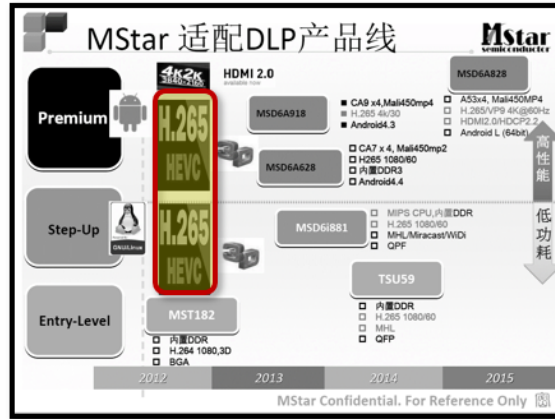 MStar 适配DLP产品线
MStar
semiconductor
4K2K
3840x2160
HDMI 2.0
available now
MSD6A828
Premium
H.265
HEVC
MSD6A918
CA9 x4,Mali450mp4
H.265 4k/30
Android4.3
A53x4, Mali450MP4
H.265/VP9 4K@60Hz
HDMI2.0/HDCP2.2
Android L (64bit)
高性能
MSD6A628
CA7 x 4, Mali450mp2
H265 1080/60
内置DDR3
Android4.4
Step-Up
GNU/Linux
H.265
HEVC
MSD6i881
MIPS CPU,内置DDR
H.265 1080/60
MHL/Miracast/WiDi
QPF
低功耗
TSU59
内置DDR
H.265 1080/60
MHL
QFP
Entry-Level
MST182
内置DDR
H.264 1080,3D
BGA
2012
2013
2014
2015
MStar Confidential. For Reference Only